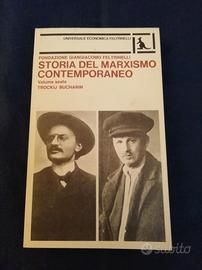 UNIVERSALE ECONOMICA FELTRINELLI
FONDAZIONE GIANGIACOMO FELTRINELLI
STORIA DEL MARXISMO
CONTEMPORANEO
Volume sesto
TROCKIJ BUCHARIN
subito